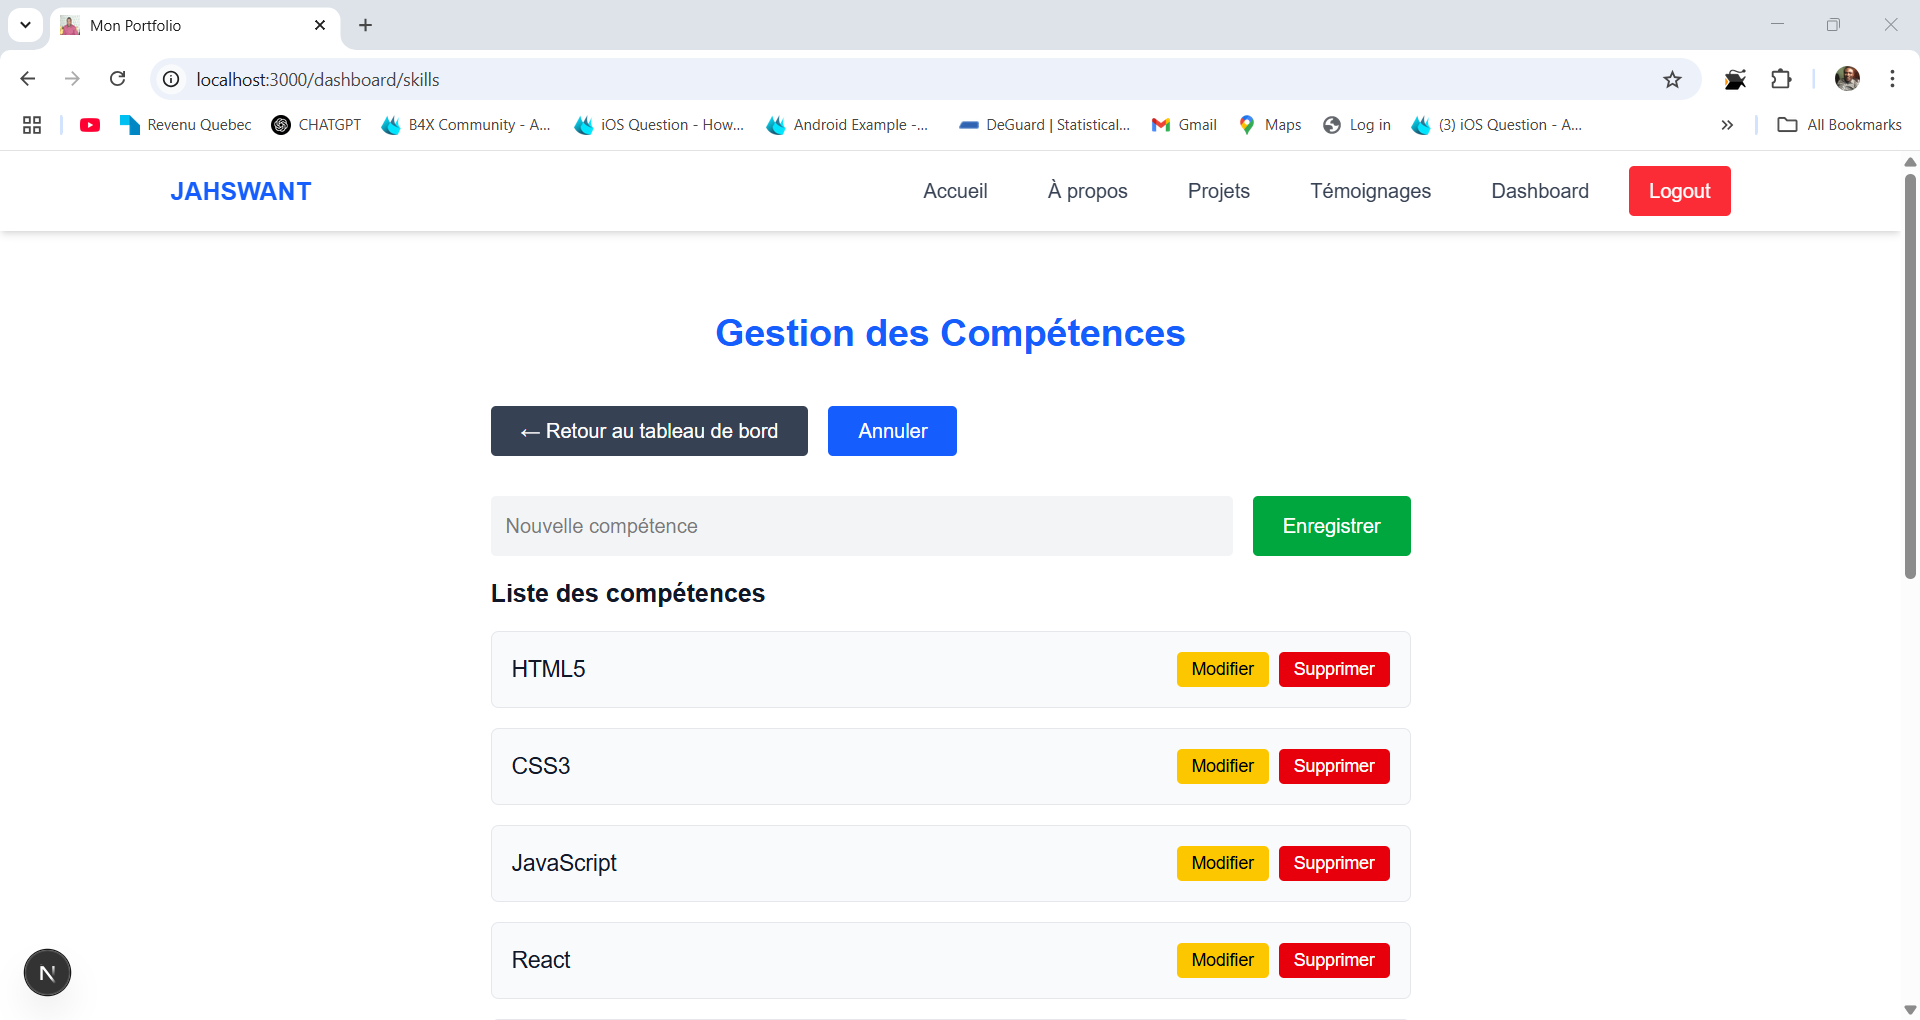 Mon Portfolio
localhost:3000/dashboard/skills
Revenu Quebec CHATGPT B4X Community - A... iOS Question - How... Android Example -... DeGuard | Statistical... Gmail Maps Log in (3) iOS Question - A... All Bookmarks
JAHSWANT Accueil À propos Projets Témoignages Dashboard Logout
Gestion des Compétences
← Retour au tableau de bord Annuler
Nouvelle compétence Enregistrer
Liste des compétences
HTML5 Modifier Supprimer
CSS3 Modifier Supprimer
JavaScript Modifier Supprimer
React Modifier Supprimer
N